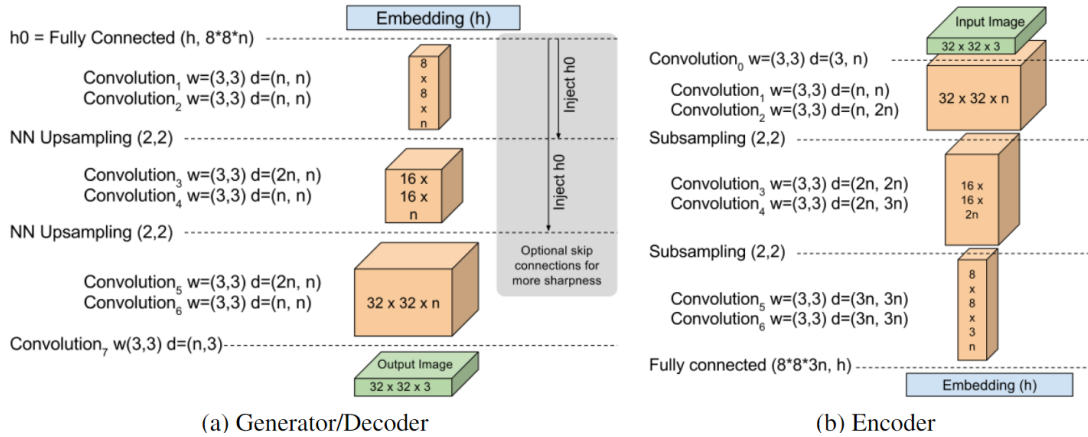 Embedding (h)
h0 = Fully Connected (h, 8*8*n)
Convolution₁ w=(3,3) d=(n, n)
Convolution₂ w=(3,3) d=(n, n)
8
x
8
x
n
Inject h0
NN Upsampling (2,2)
Convolution₃ w=(3,3) d=(2n, n)
Convolution₄ w=(3,3) d=(n, n)
16 x
16 x
n
Inject h0
NN Upsampling (2,2)
Optional skip
connections for
more sharpness
Convolution₅ w=(3,3) d=(2n, n)
Convolution₆ w=(3,3) d=(n, n)
32 x 32 x n
Convolution₇ w(3,3) d=(n,3)
Output Image
32 x 32 x 3
(a) Generator/Decoder
Input Image
32 x 32 x 3
Convolution₀ w=(3,3) d=(3, n)
Convolution₁ w=(3,3) d=(n, n)
Convolution₂ w=(3,3) d=(n, 2n)
32 x 32 x n
Subsampling (2,2)
Convolution₃ w=(3,3) d=(2n, 2n)
Convolution₄ w=(3,3) d=(2n, 3n)
16 x
16 x
2n
Subsampling (2,2)
Convolution₅ w=(3,3) d=(3n, 3n)
Convolution₆ w=(3,3) d=(3n, 3n)
8
x
8
x
3
n
Fully connected (8*8*3n, h)
Embedding (h)
(b) Encoder